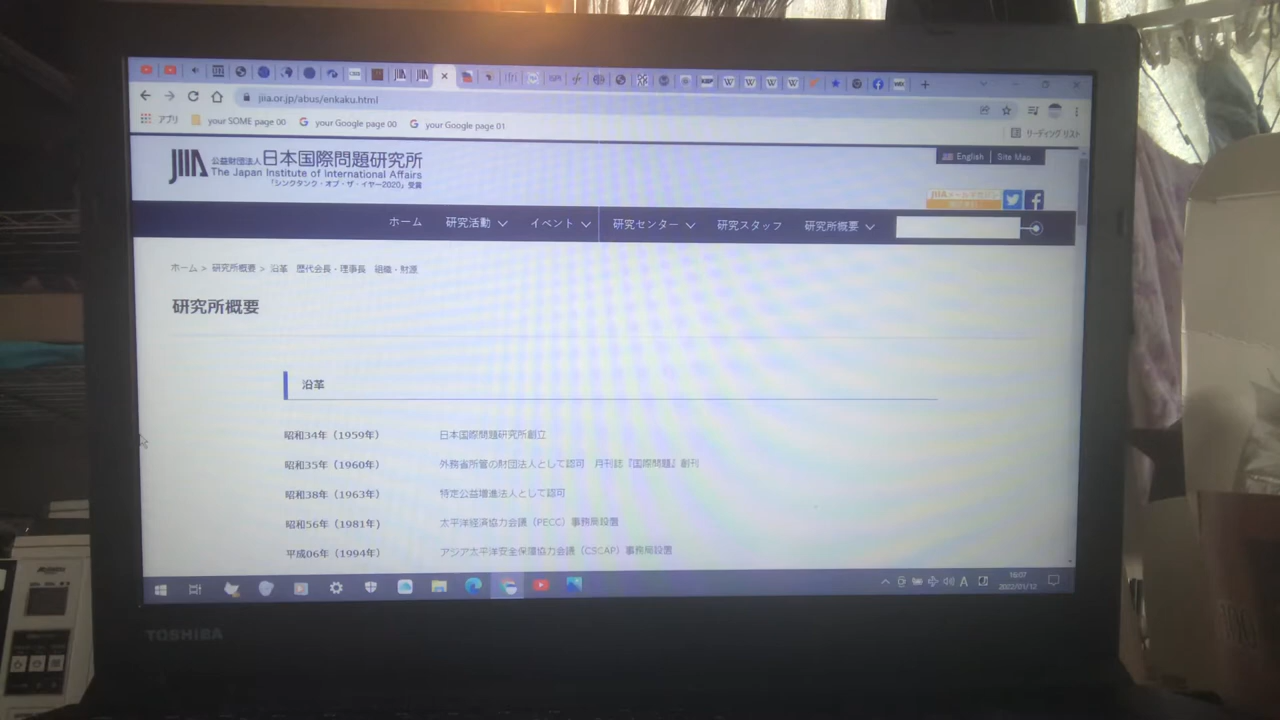 jiia.or.jp/abus/enkaku.html
アプリ your SOME page 00 your Google page 00 your Google page 01 リーディング リスト
English Site Map
JIIA 公益財団法人 日本国際問題研究所
The Japan Institute of International Affairs
「シンクタンク・オブ・ザ・イヤー2020」受賞
ホーム 研究活動 イベント 研究センター 研究スタッフ 研究所概要
ホーム > 研究所概要 > 沿革 歴代会長・理事長 組織・財源
研究所概要
沿革
昭和34年（1959年） 日本国際問題研究所創立
昭和35年（1960年） 外務省所管の財団法人として認可 月刊誌『国際問題』創刊
昭和38年（1963年） 特定公益増進法人として認可
昭和56年（1981年） 太平洋経済協力会議（PECC）事務局設置
平成06年（1994年） アジア太平洋安全保障協力会議（CSCAP）事務局設置
A
16:07
TOSHIBA